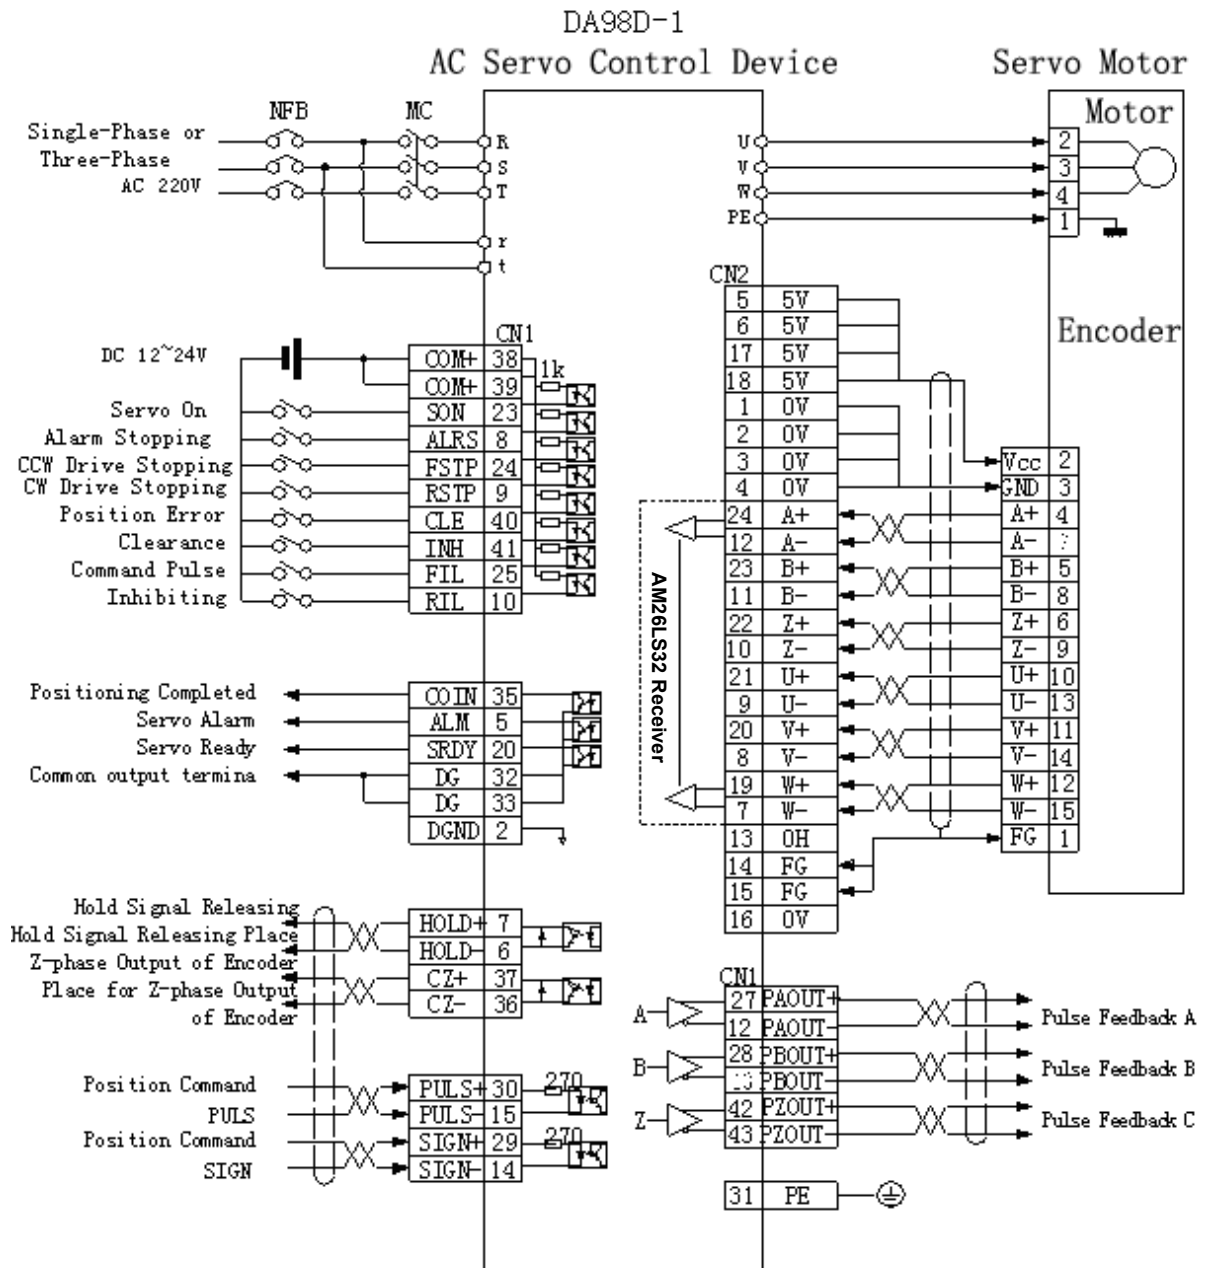 DA98D-1
AC Servo Control Device
Servo Motor
NFB
MC
Single-Phase or
Three-Phase
AC 220V
R
S
T
r
t
U
V
W
PE
Motor
2
3
4
1
CN2
5 5V
6 5V
17 5V
18 5V
1 0V
2 0V
3 0V
4 0V
24 A+
12 A-
23 B+
11 B-
22 Z+
10 Z-
21 U+
9 U-
20 V+
8 V-
19 W+
7 W-
13 OH
14 FG
15 FG
16 0V
AM26LS32 Receiver
Encoder
Vcc 2
GND 3
A+ 4
A-
B+ 5
B- 8
Z+ 6
Z- 9
U+ 10
U- 13
V+ 11
V- 14
W+ 12
W- 15
FG 1
CN1
DC 12~24V
COM+ 38
1k
COM+ 39
Servo On SON 23
Alarm Stopping ALRS 8
CCW Drive Stopping FSTP 24
CW Drive Stopping RSTP 9
Position Error CLE 40
Clearance INH 41
Command Pulse FIL 25
Inhibiting RIL 10
Positioning Completed COIN 35
Servo Alarm ALM 5
Servo Ready SRDY 20
Common output termina DG 32
DG 33
DGND 2
Hold Signal Releasing HOLD+ 7
Hold Signal Releasing Place HOLD- 6
Z-phase Output of Encoder CZ+ 37
Place for Z-phase Output CZ- 36
of Encoder
Position Command PULS+ 30 270
PULS PULS- 15
Position Command SIGN+ 29 270
SIGN SIGN- 14
CN1
A 27 PAOUT+
12 PAOUT-
Pulse Feedback A
B 28 PBOUT+
PBOUT-
Pulse Feedback B
Z 42 PZOUT+
43 PZOUT-
Pulse Feedback C
31 PE